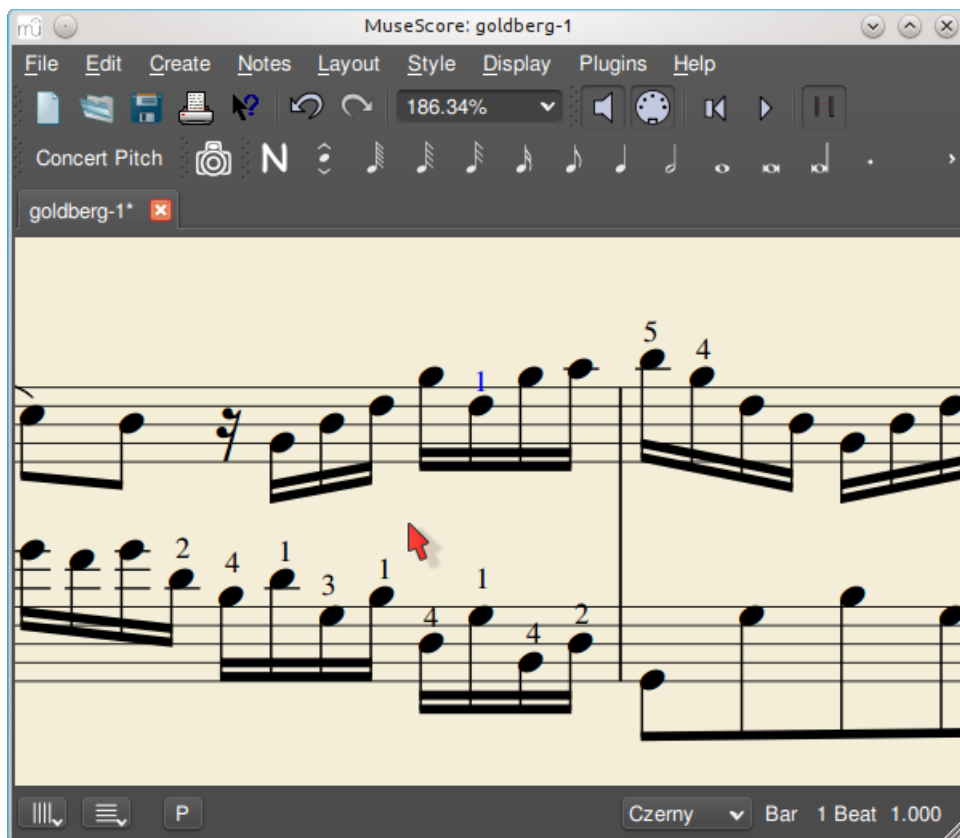 mû MuseScore: goldberg-1
File Edit Create Notes Layout Style Display Plugins Help
186.34%
Concert Pitch N
goldberg-1*
5
4
1
2 4 1 3 1 4 1 4 2
P Czerny Bar 1 Beat 1.000